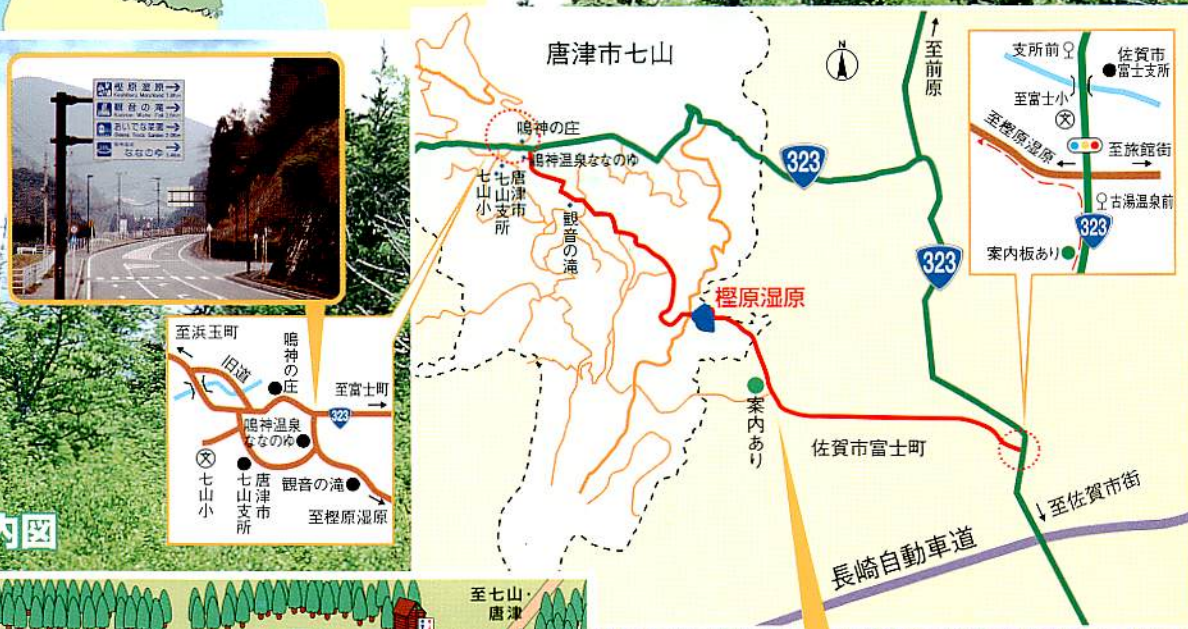 樫原湿原→
観音の滝→
おいでな菜園→
ななのゆ→
至浜玉町
旧道
鳴神の庄
至富士町
323
鳴神温泉
ななのゆ
文
七山小
唐津市
七山支所
観音の滝
至樫原湿原
内図
唐津市七山
N
至前原
鳴神の庄
鳴神温泉ななのゆ
唐津市
七山支所
七山小
観音の滝
323
323
樫原湿原
案内あり
佐賀市富士町
至佐賀市街
長崎自動車道
支所前
佐賀市
富士支所
至富士小
文
至樫原湿原
至旅館街
古湯温泉前
323
案内板あり
至七山・
唐津